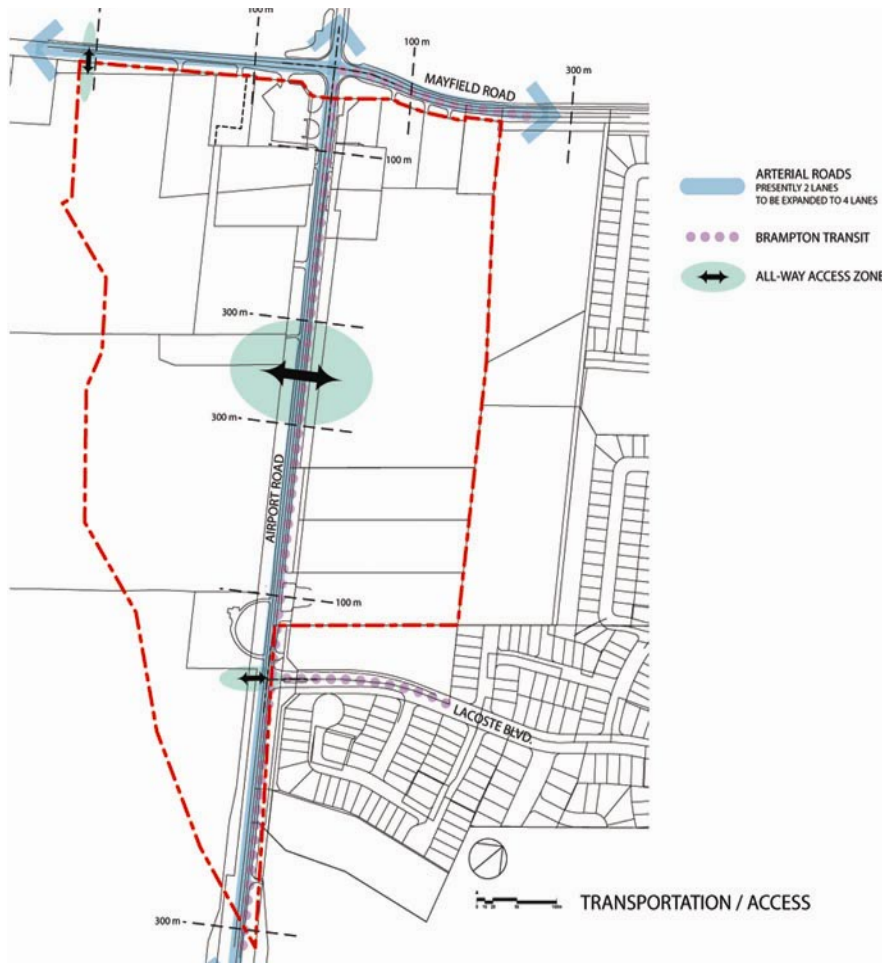 100 m
100 m
100 m
MAYFIELD ROAD
300 m
100 m
ARTERIAL ROADS
PRESENTLY 2 LANES
TO BE EXPANDED TO 4 LANES
BRAMPTON TRANSIT
ALL-WAY ACCESS ZONE
300 m
300 m
AIRPORT ROAD
100 m
LACOSTE BLVD.
TRANSPORTATION / ACCESS
300 m